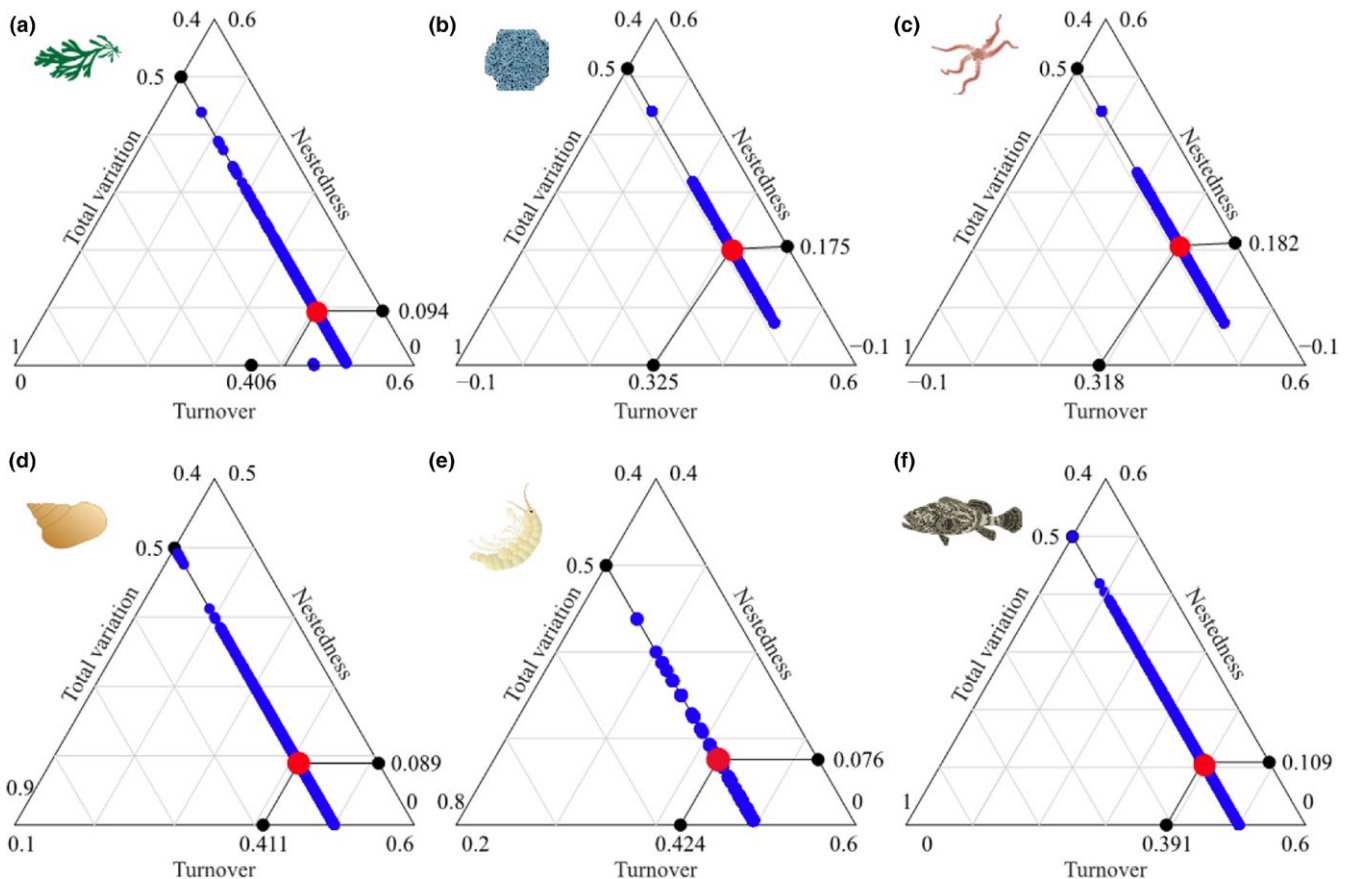 (a)
0.4 0.6
0.5
Total variation
Nestedness
0.094
1
0
0
0.406
0.6
Turnover
(b)
0.4 0.6
0.5
Total variation
Nestedness
0.175
1
−0.1
−0.1
0.325
0.6
Turnover
(c)
0.4 0.6
0.5
Total variation
Nestedness
0.182
1
−0.1
−0.1
0.318
0.6
Turnover
(d)
0.4 0.5
0.5
Total variation
Nestedness
0.089
0.9
0
0.1
0.411
0.6
Turnover
(e)
0.4 0.4
0.5
Total variation
Nestedness
0.076
0.8
0
0.2
0.424
0.6
Turnover
(f)
0.4 0.6
0.5
Total variation
Nestedness
0.109
1
0
0
0.391
0.6
Turnover